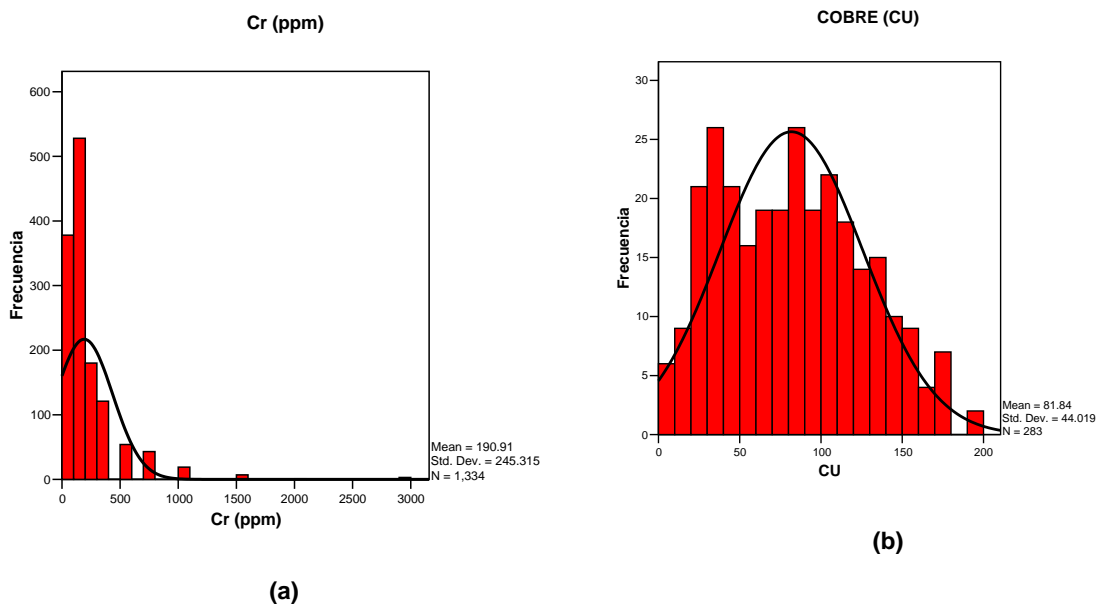 Cr (ppm)
600
500
400
300
200
100
0
Frecuencia
0 500 1000 1500 2000 2500 3000
Cr (ppm)
Mean = 190.91
Std. Dev. = 245.315
N = 1,334
(a)
COBRE (CU)
30
25
20
15
10
5
0
Frecuencia
0 50 100 150 200
CU
Mean = 81.84
Std. Dev. = 44.019
N = 283
(b)